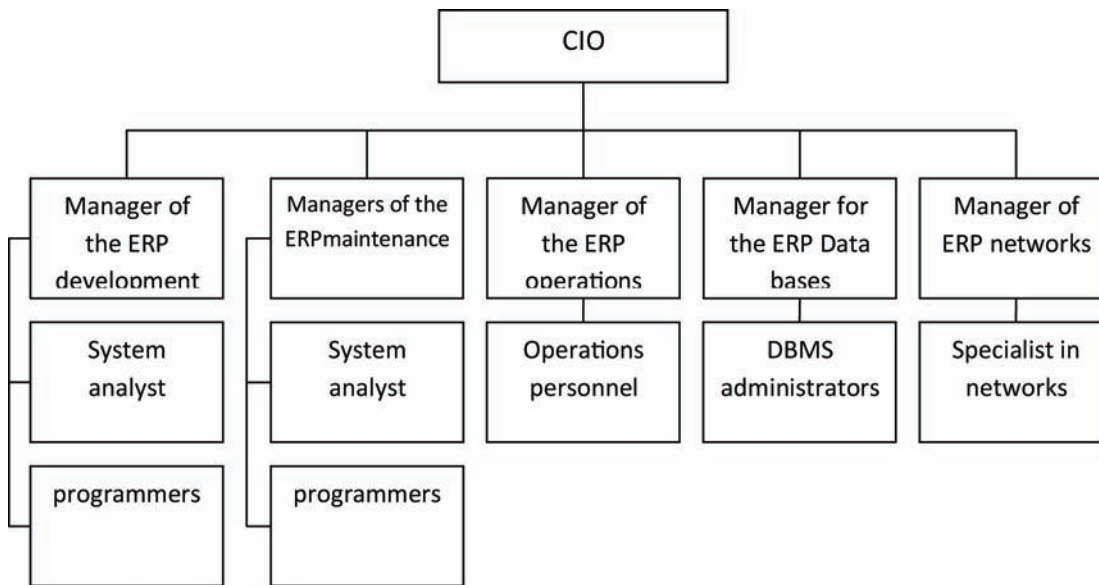 CIO
Manager of
the ERP
development
Managers of the
ERPmaintenance
Manager of
the ERP
operations
Manager for
the ERP Data
bases
Manager of
ERP networks
System
analyst
System
analyst
Operations
personnel
DBMS
administrators
Specialist in
networks
programmers
programmers